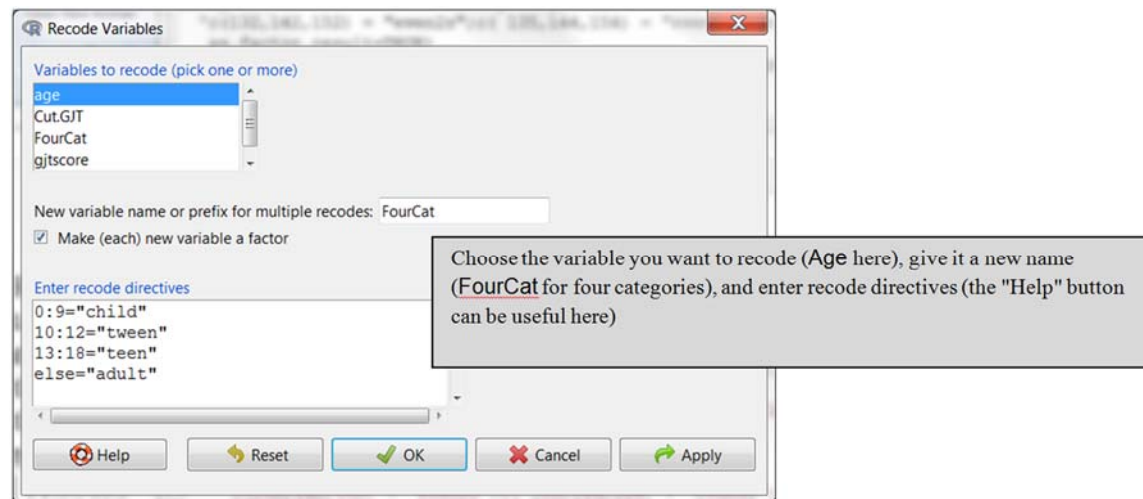 Recode Variables
Variables to recode (pick one or more)
age
Cut.GJT
FourCat
gjtscore
New variable name or prefix for multiple recodes: FourCat
Make (each) new variable a factor
Choose the variable you want to recode (Age here), give it a new name
(FourCat for four categories), and enter recode directives (the "Help" button
can be useful here)
Enter recode directives
0:9="child"
10:12="tween"
13:18="teen"
else="adult"
Help Reset OK Cancel Apply